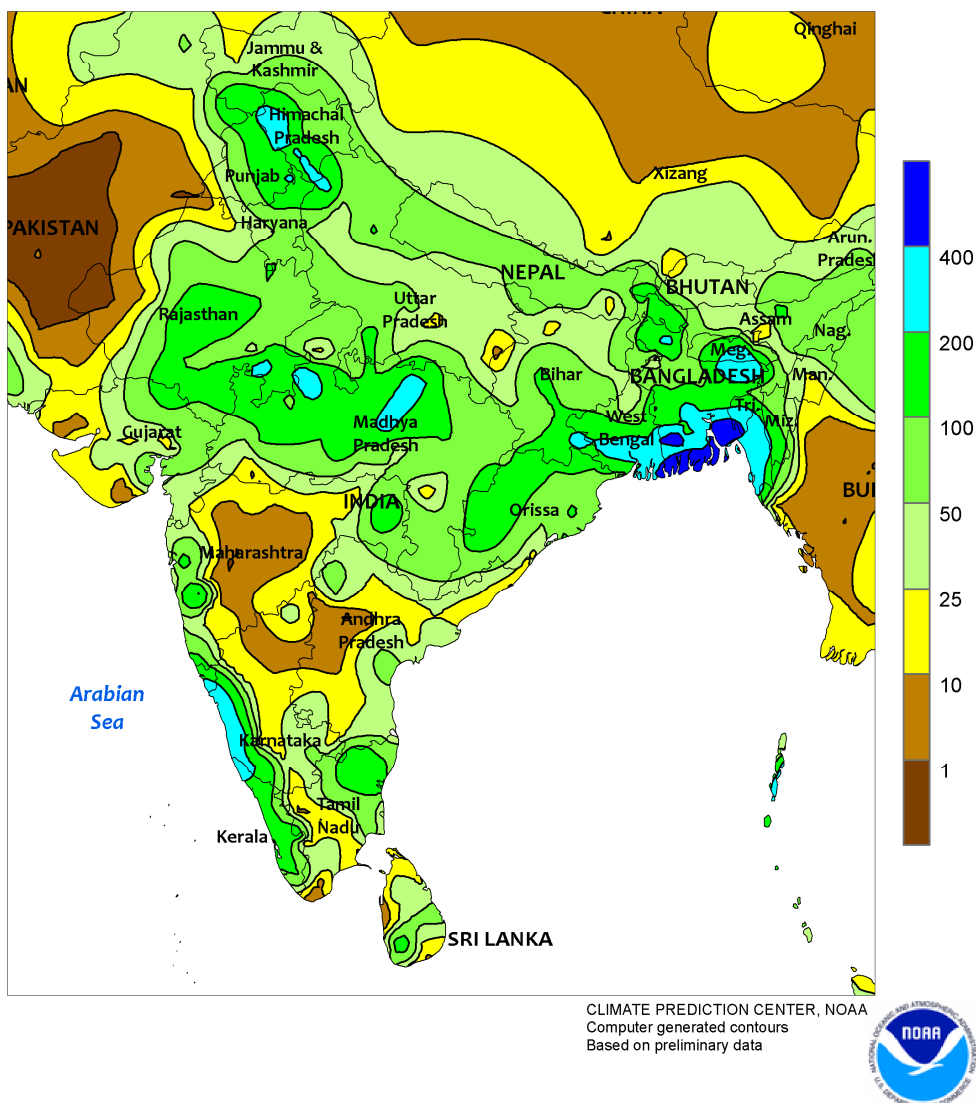 CHINA
Qinghai
Jammu &
Kashmir
AN
Himachal
Pradesh
Punjab
Xizang
PAKISTAN
Haryana
Arun.
Pradesh
NEPAL
BHUTAN
Rajasthan
Uttar
Pradesh
Assam
Nag.
Meg.
Bihar
BANGLADESH
Man.
West
Bengal
Tri.
Miz.
Madhya
Pradesh
Gujarat
INDIA
BUI
Orissa
Maharashtra
Andhra
Pradesh
Arabian
Sea
Karnataka
Tamil
Nadu
Kerala
SRI LANKA
400
200
100
50
25
10
1
CLIMATE PREDICTION CENTER, NOAA
Computer generated contours
Based on preliminary data
NOAA